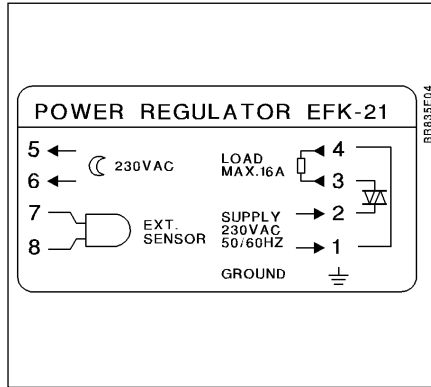 POWER REGULATOR EFK-21
5
6
230VAC
7
8
EXT.
SENSOR
LOAD
MAX.16A
4
3
SUPPLY
230VAC
50/60HZ
2
1
GROUND
BR835E04